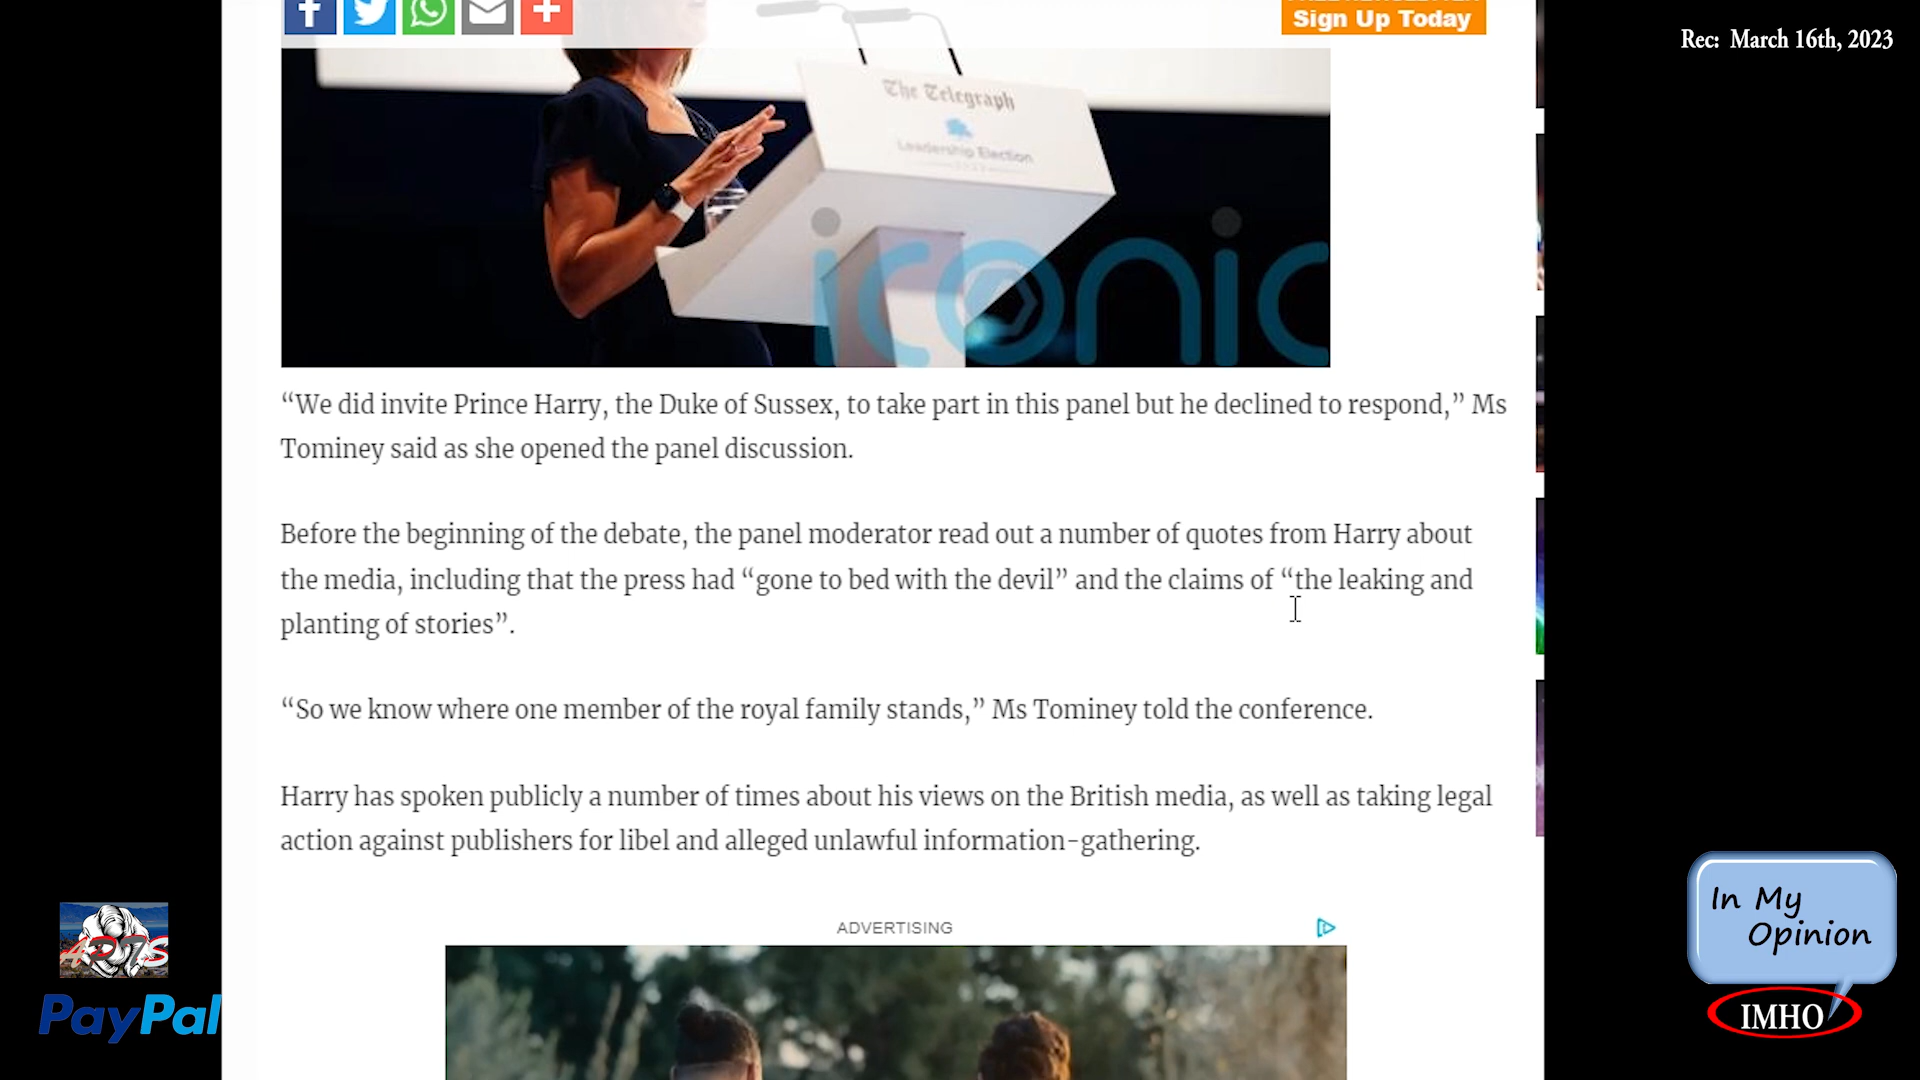 Sign Up Today
Rec: March 16th, 2023
The Telegraph
Leadership Election
iconic
“We did invite Prince Harry, the Duke of Sussex, to take part in this panel but he declined to respond,” Ms
Tominey said as she opened the panel discussion.
Before the beginning of the debate, the panel moderator read out a number of quotes from Harry about
the media, including that the press had “gone to bed with the devil” and the claims of “the leaking and
planting of stories”.
“So we know where one member of the royal family stands,” Ms Tominey told the conference.
Harry has spoken publicly a number of times about his views on the British media, as well as taking legal
action against publishers for libel and alleged unlawful information-gathering.
ADVERTISING
In My
Opinion
PayPal
IMHO